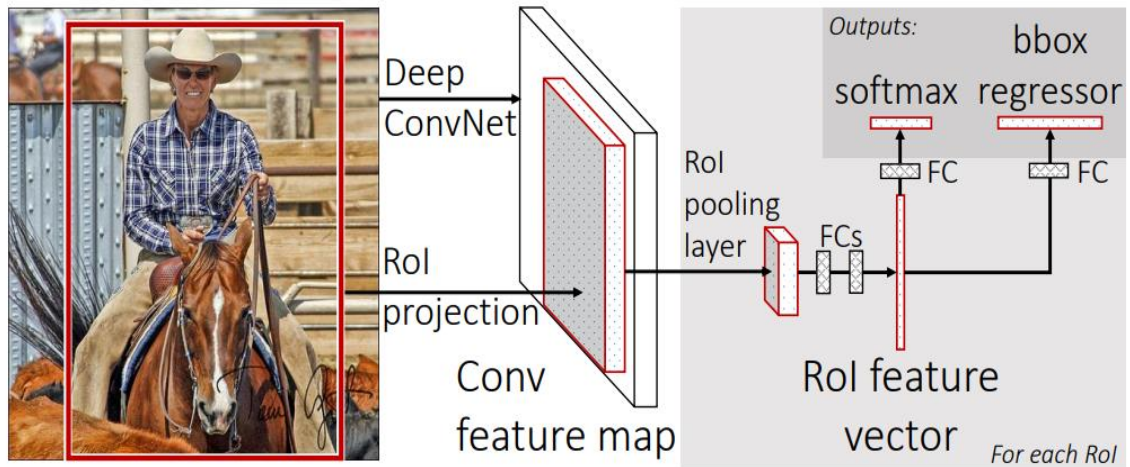 Deep
ConvNet
RoI
projection
Conv
feature map
RoI
pooling
layer
FCs
Outputs:
softmax
bbox
regressor
FC
FC
RoI feature
vector
For each RoI